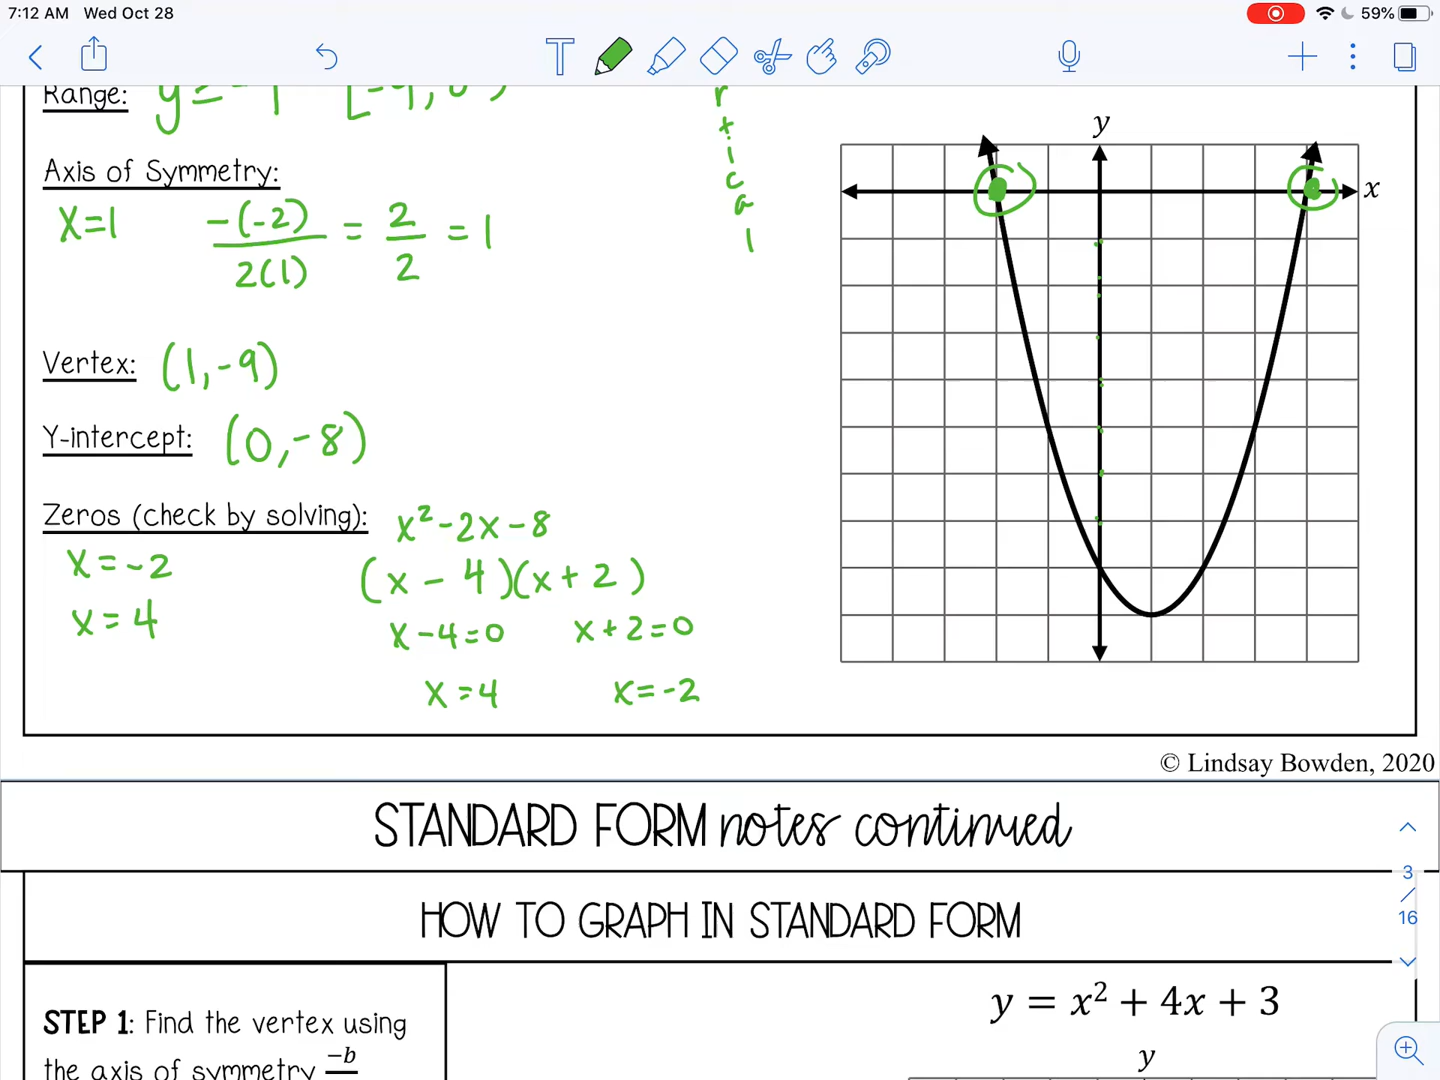 7:12 AM Wed Oct 28
59%
T
Range:
r
t
i
c
a
l
Axis of Symmetry:
x=1 -(-2)/2(1) = 2/2 = 1
Vertex: (1,-9)
Y-intercept: (0,-8)
Zeros (check by solving): x²-2x-8
x=-2 (x-4)(x+2)
x=4 x-4=0 x+2=0
x=4 x=-2
y
x
© Lindsay Bowden, 2020
STANDARD FORM notes continued
3
/
16
HOW TO GRAPH IN STANDARD FORM
STEP 1: Find the vertex using
the axis of symmetry -b
y = x² + 4x + 3
y